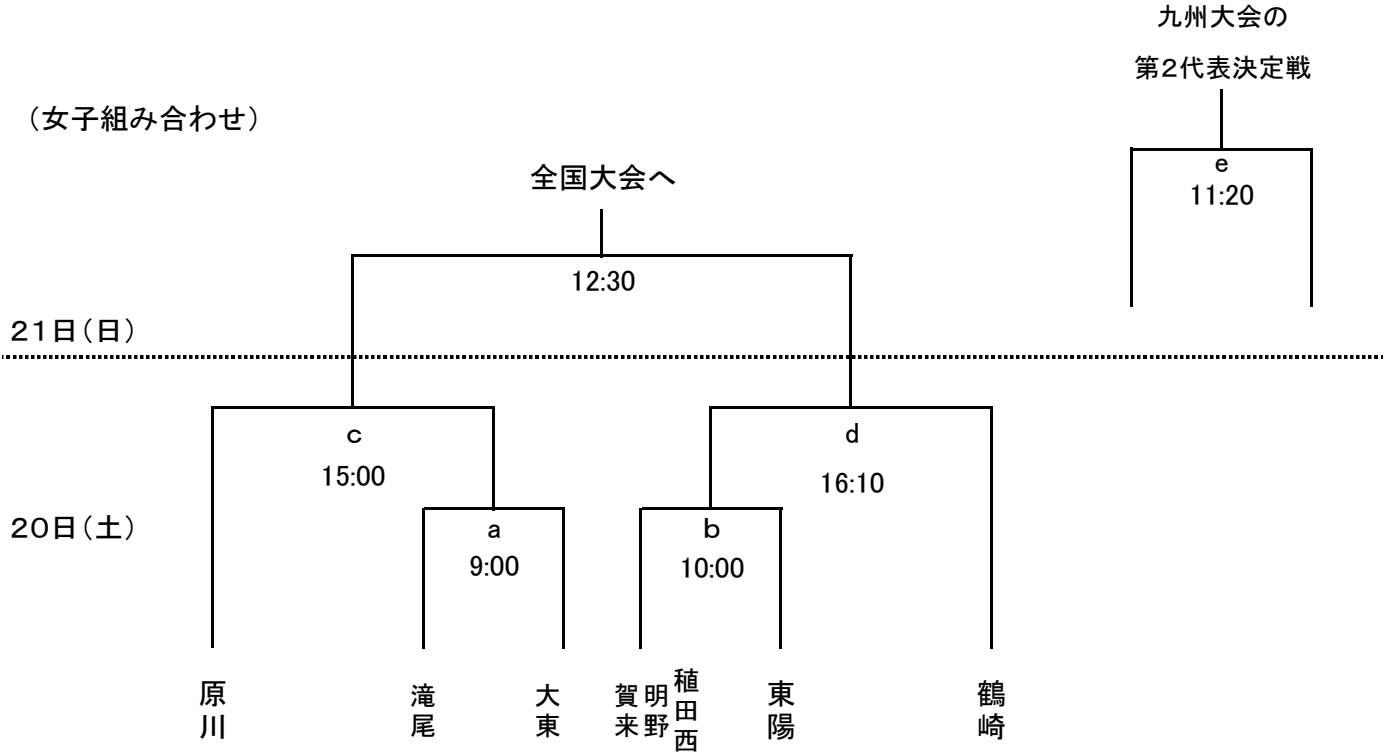 九州大会の
第2代表決定戦
（女子組み合わせ）
e
11:20
全国大会へ
12:30
21日（日）
c
15:00
d
16:10
20日（土）
a
9:00
b
10:00
原川
滝尾
大東
賀来
明野
稙田西
東陽
鶴崎